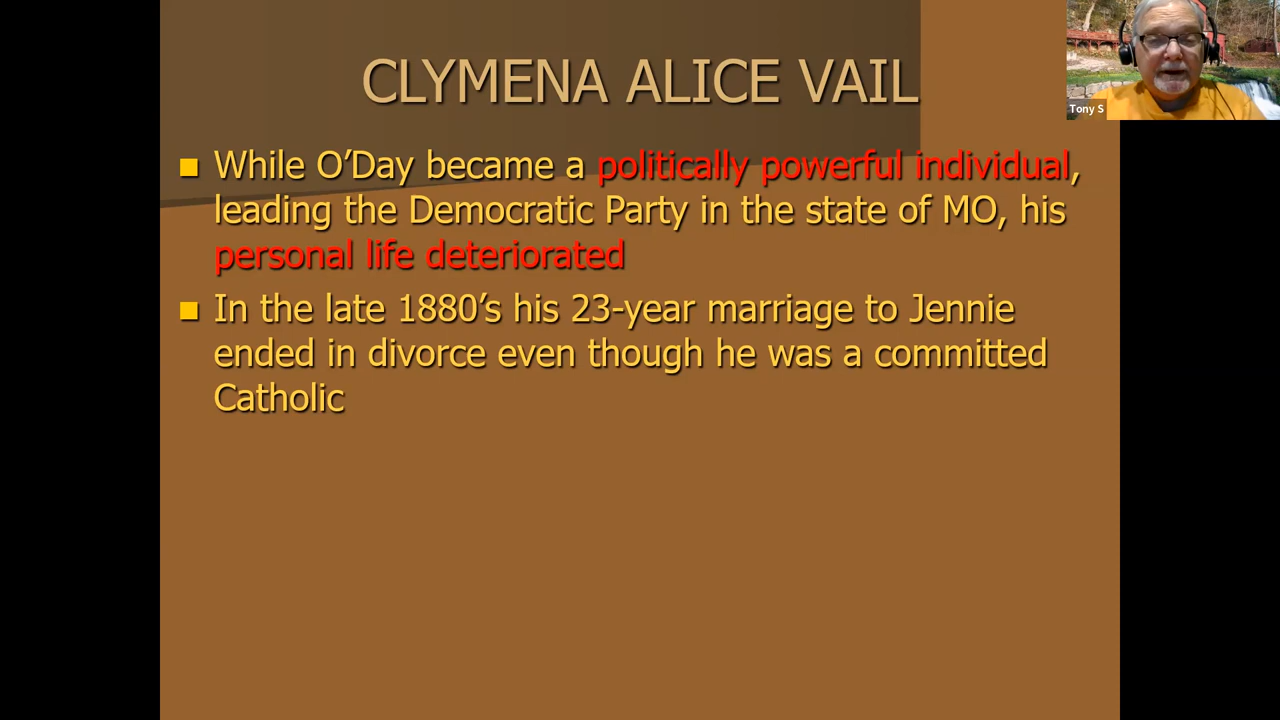 CLYMENA ALICE VAIL
Tony S
While O’Day became a politically powerful individual,
leading the Democratic Party in the state of MO, his
personal life deteriorated
In the late 1880’s his 23-year marriage to Jennie
ended in divorce even though he was a committed
Catholic